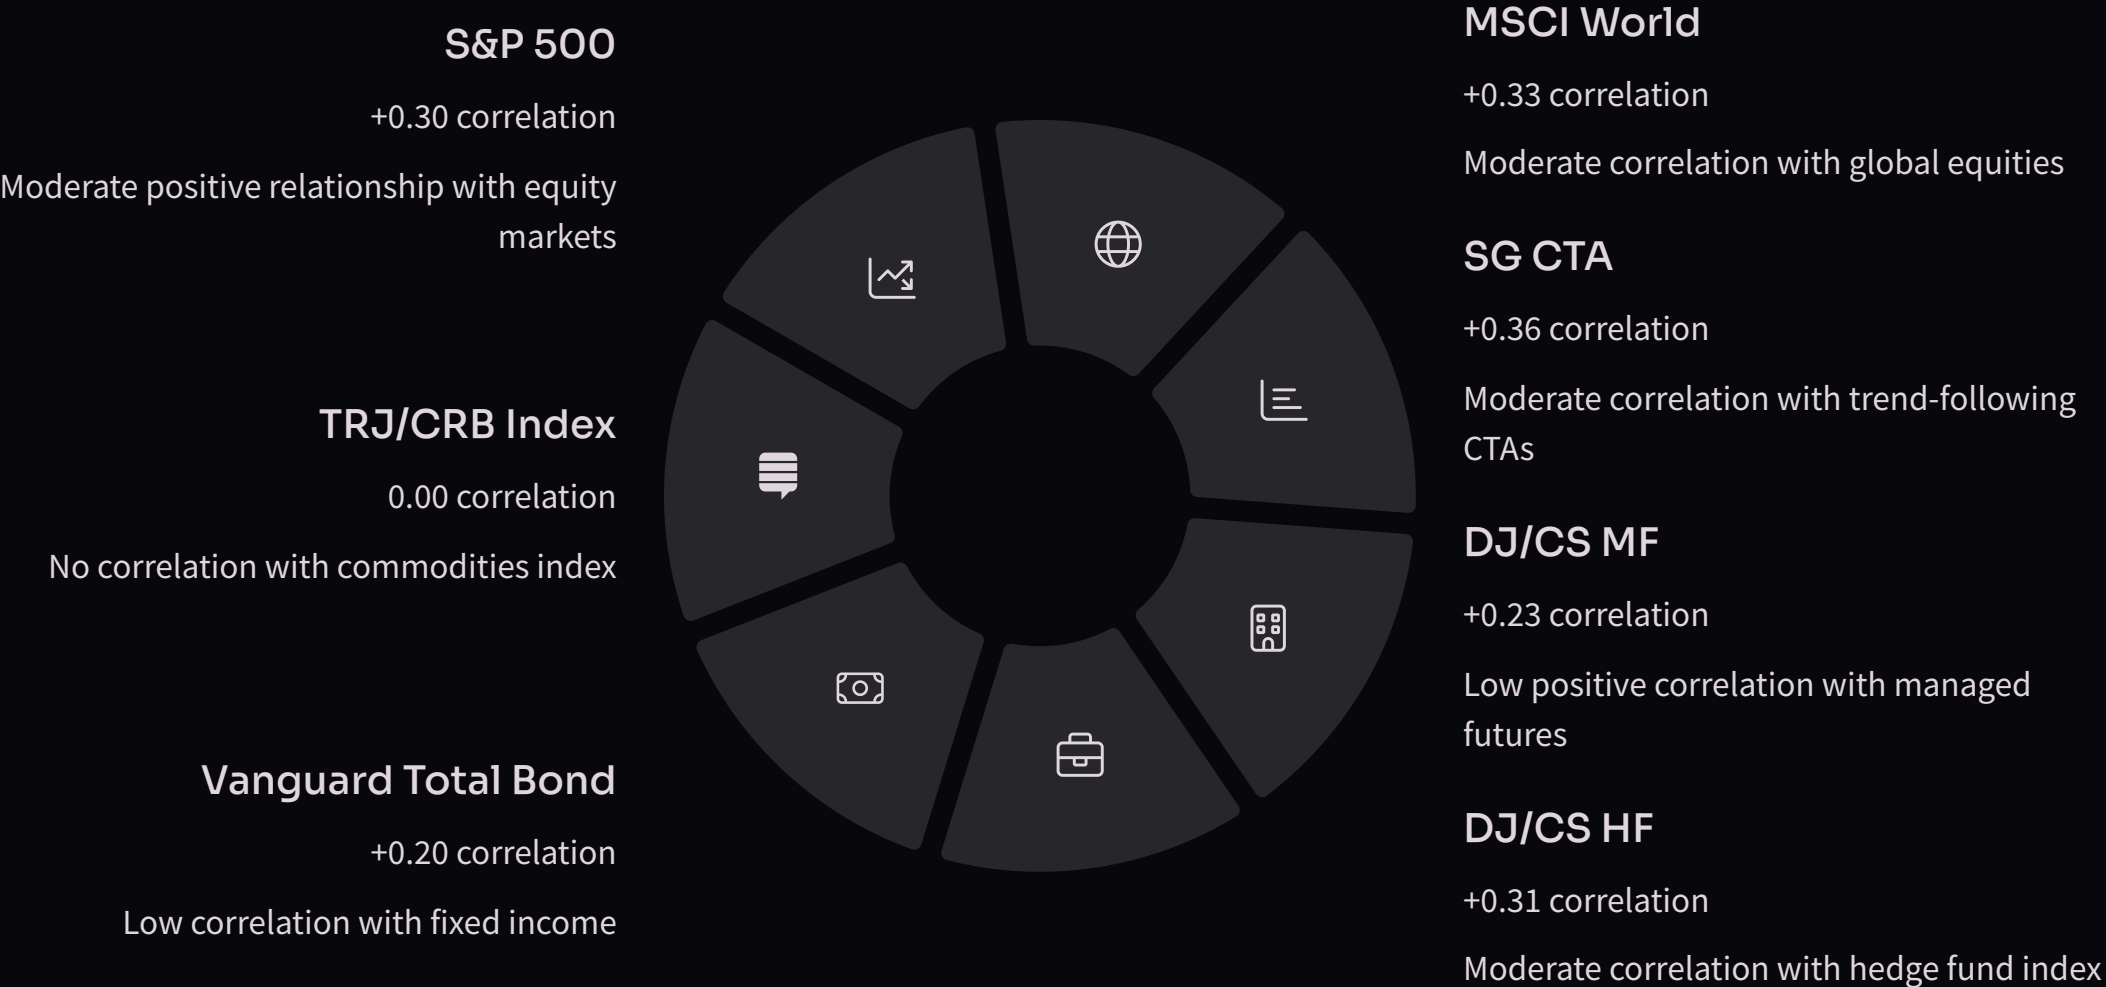 S&P 500
+0.30 correlation
Moderate positive relationship with equity
markets
TRJ/CRB Index
0.00 correlation
No correlation with commodities index
Vanguard Total Bond
+0.20 correlation
Low correlation with fixed income
MSCI World
+0.33 correlation
Moderate correlation with global equities
SG CTA
+0.36 correlation
Moderate correlation with trend-following
CTAs
DJ/CS MF
+0.23 correlation
Low positive correlation with managed
futures
DJ/CS HF
+0.31 correlation
Moderate correlation with hedge fund index